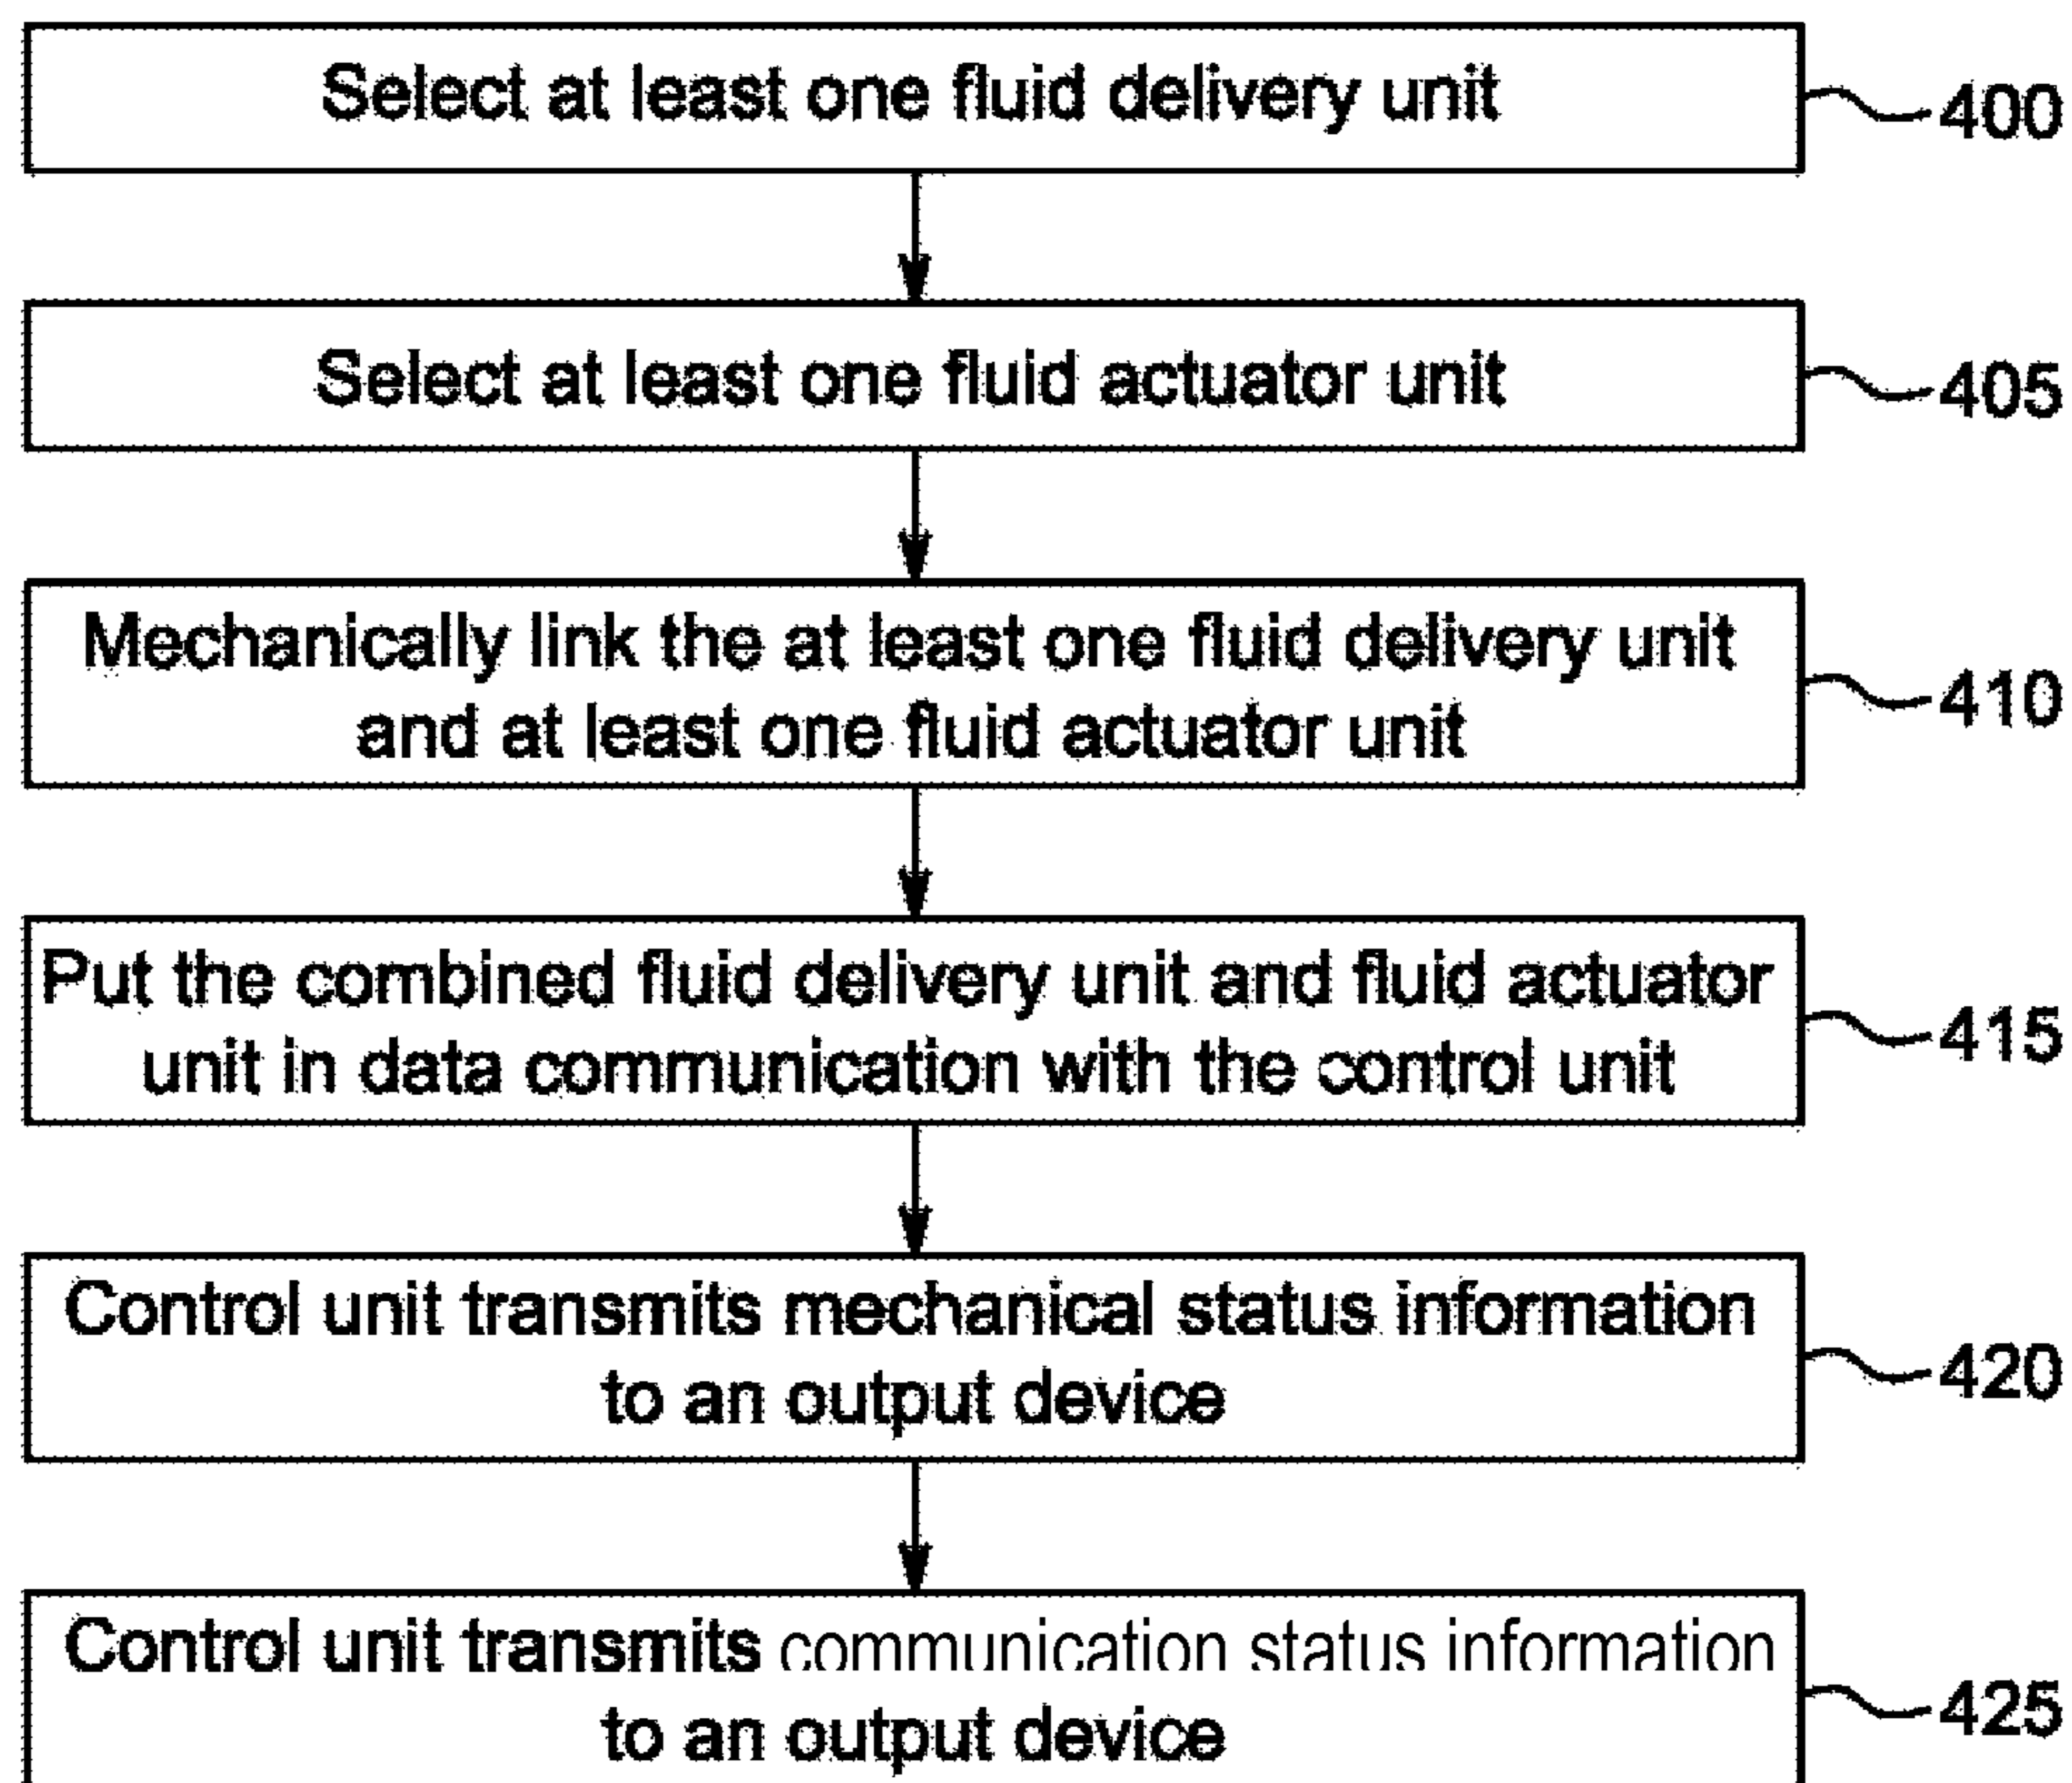 Select at least one fluid delivery unit
400
Select at least one fluid actuator unit
405
Mechanically link the at least one fluid delivery unit
and at least one fluid actuator unit
410
Put the combined fluid delivery unit and fluid actuator
unit in data communication with the control unit
415
Control unit transmits mechanical status information
to an output device
420
Control unit transmits communication status information
to an output device
425